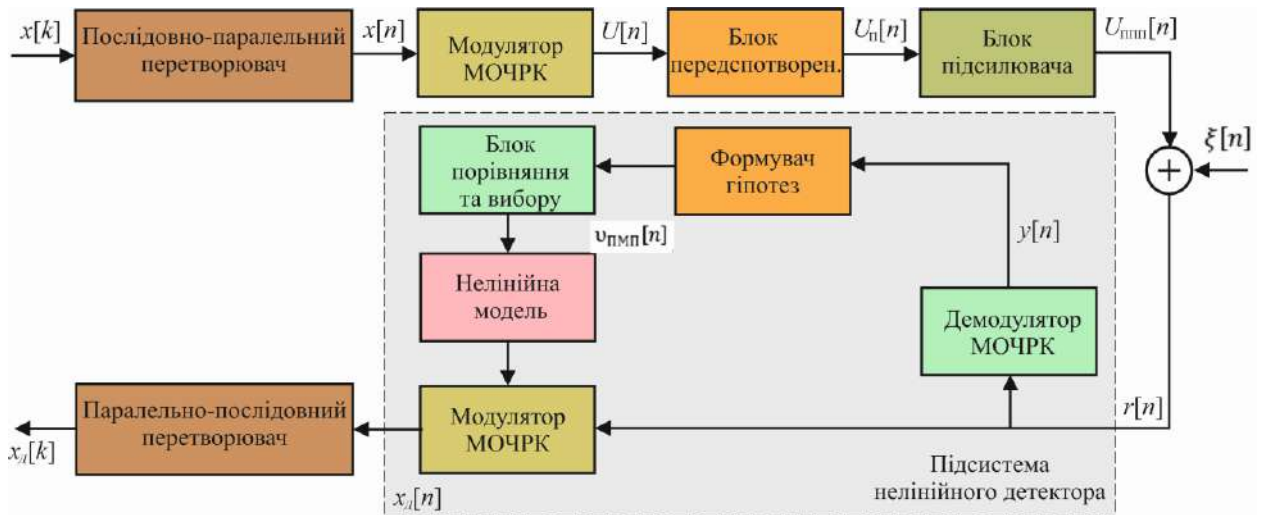 x[k]
Послідовно-паралельний
перетворювач
x[n]
Модулятор
МОЧРК
U[n]
Блок
передспотворен.
Uп[n]
Блок
підсилювача
Uппп[n]
ξ[n]
+
Блок
порівняння
та вибору
Формувач
гіпотез
υПМП[n]
y[n]
Нелінійна
модель
Демодулятор
МОЧРК
Паралельно-послідовний
перетворювач
Модулятор
МОЧРК
r[n]
xд[k]
xд[n]
Підсистема
нелінійного детектора